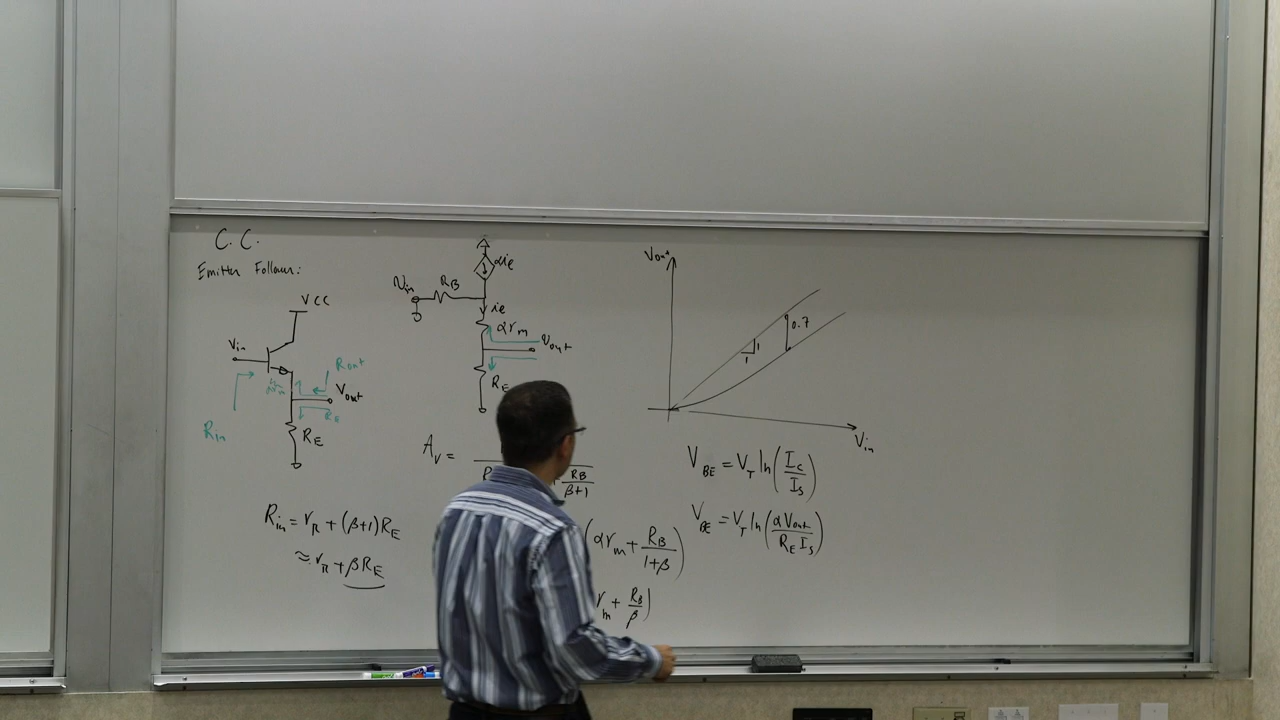 C.C.
Emitter Follower:
VCC
Vin
Rout
Vout
RE
Rin
RE
Rin = rπ + (β+1)RE
≈ rπ + βRE
Vin
RB
αie
ie
αrm
Vout
RE
Av =
RB
β+1
(αrm + RB/1+β)
rm + RB/β)
Vout
0.7
1
1
Vin
VBE = VT ln(Ic/Is)
VBE = VT ln(αVout/RE Is)